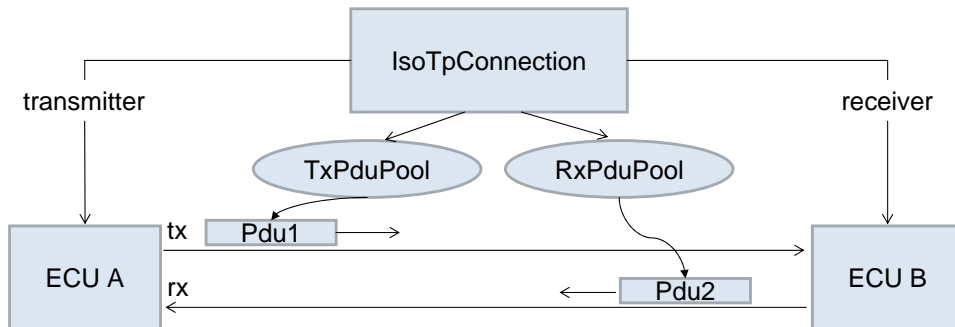 IsoTpConnection
transmitter
receiver
TxPduPool
RxPduPool
tx
Pdu1
ECU A
ECU B
rx
Pdu2